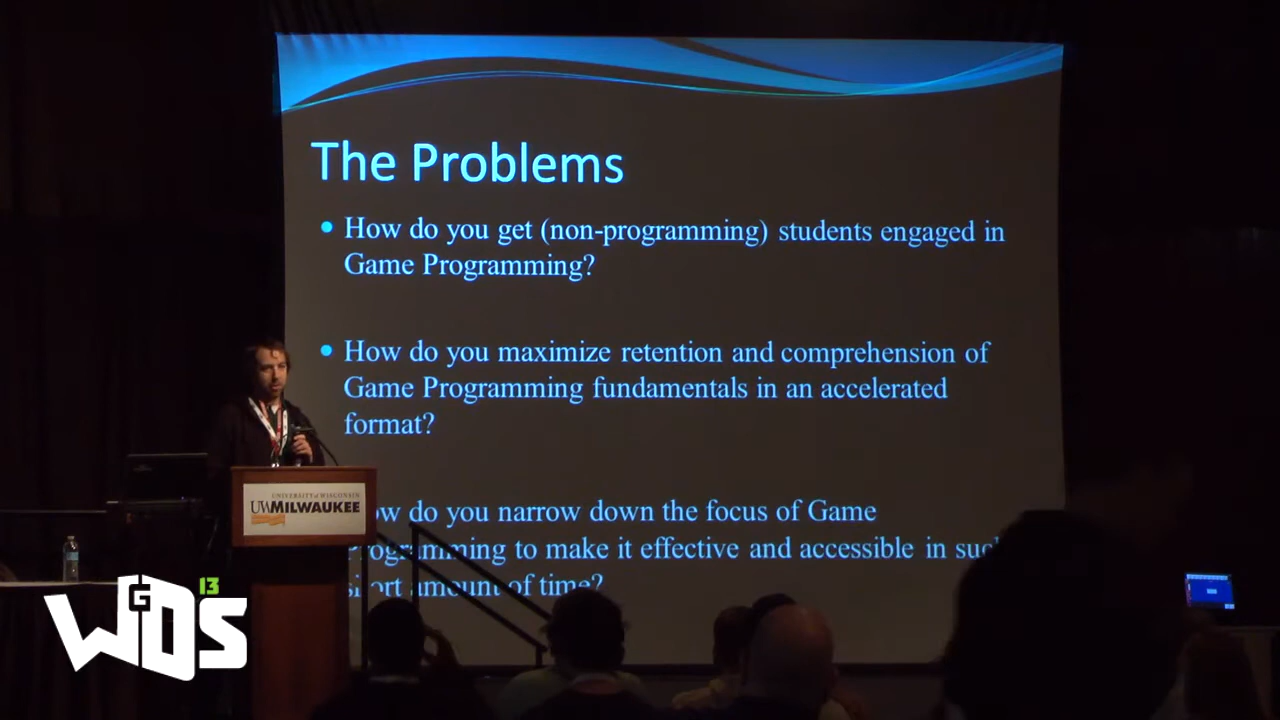 The Problems
How do you get (non-programming) students engaged in
Game Programming?
How do you maximize retention and comprehension of
Game Programming fundamentals in an accelerated
format?
do you narrow down the focus of Game
to make it effective and accessible in
amount of time?
UNIVERSITY of WISCONSIN
UWMILWAUKEE
WGDS 13